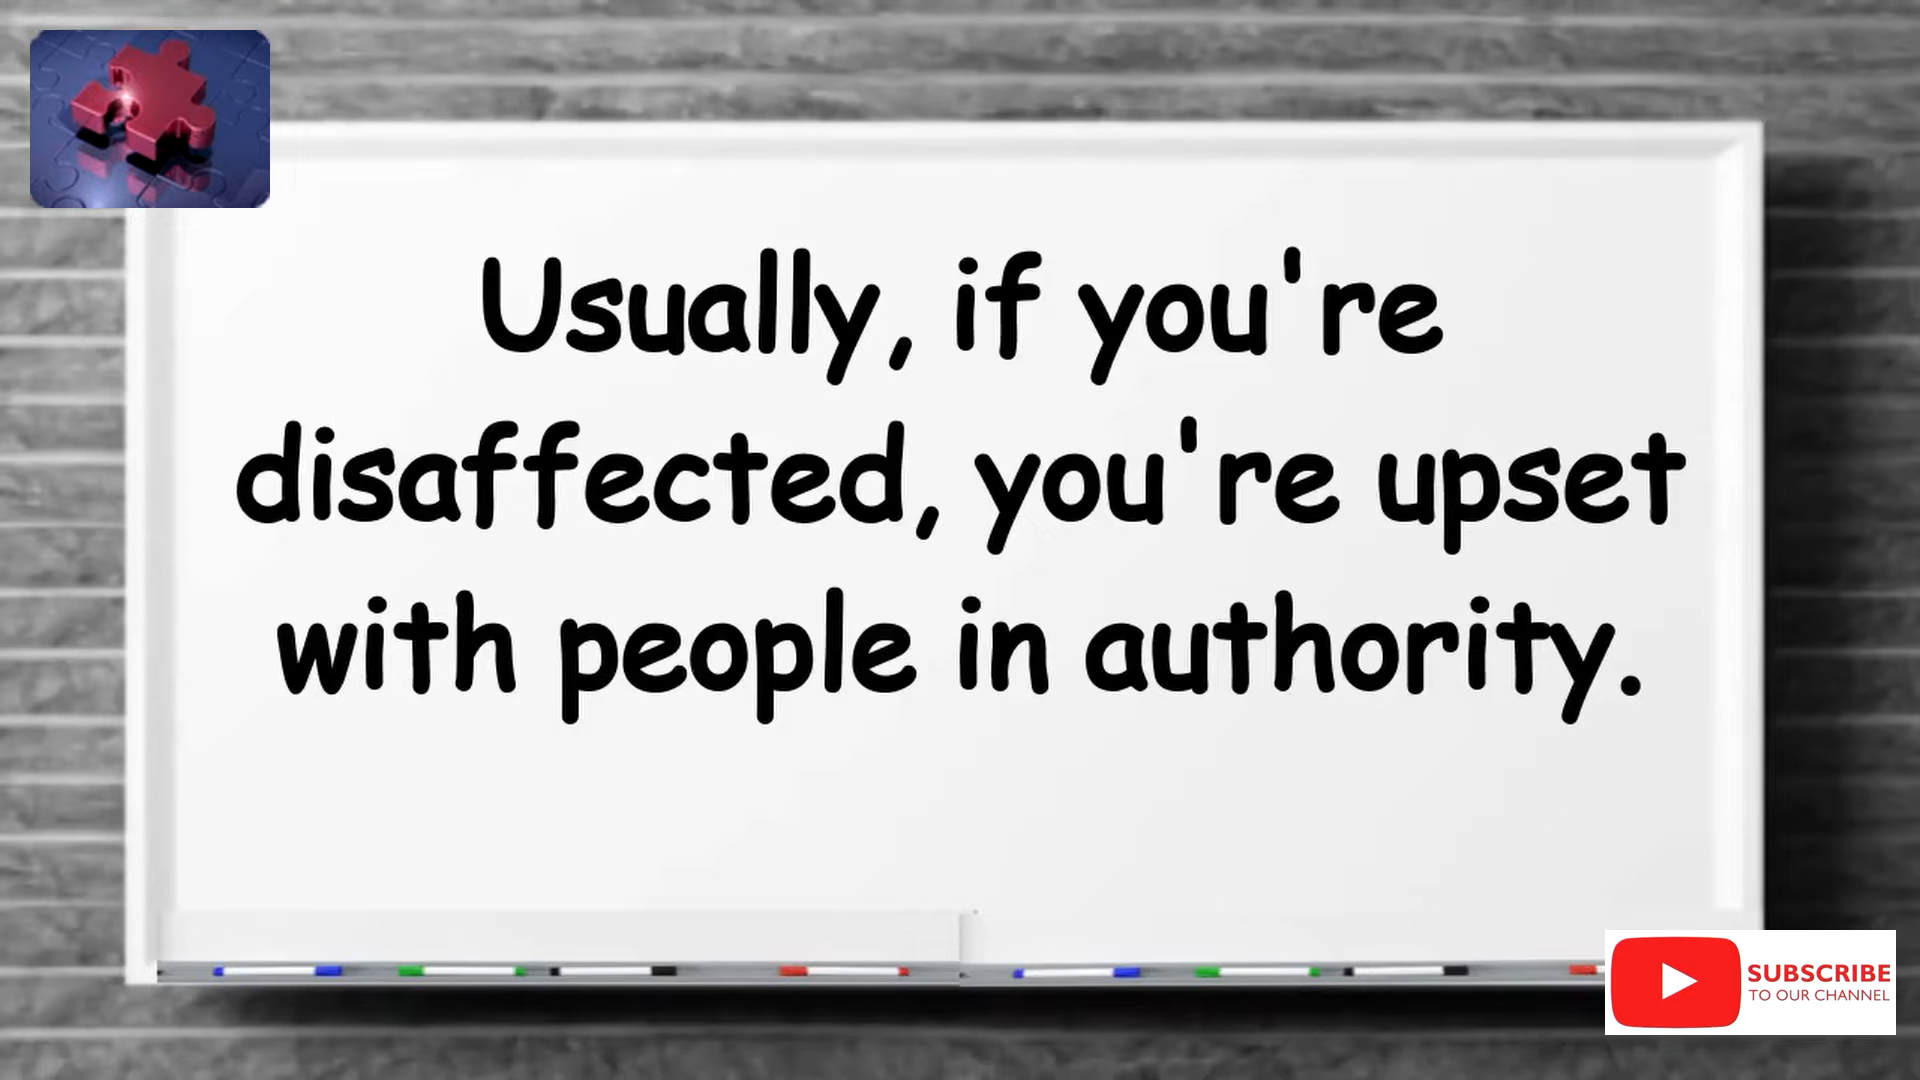 Usually, if you're
disaffected, you're upset
with people in authority.
SUBSCRIBE
TO OUR CHANNEL